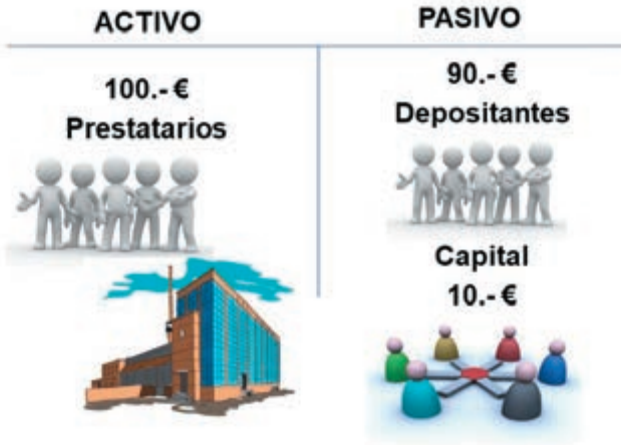 ACTIVO
PASIVO
100.-€
Prestatarios
90.-€
Depositantes
Capital
10.-€